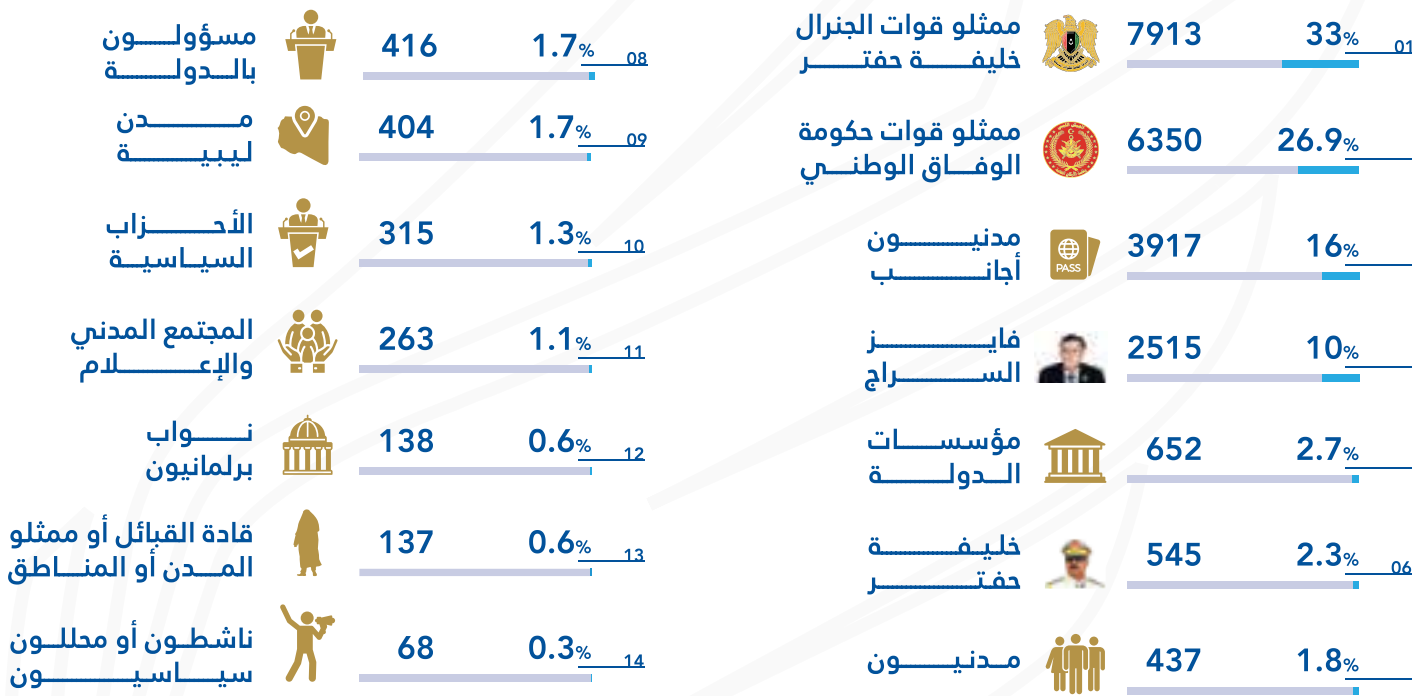 01
33%
7913
ممثلو قوات الجنرال
خليفة حفتر
26.9%
6350
ممثلو قوات حكومة
الوفاق الوطني
16%
3917
PASS
مدنيون
أجانب
10%
2515
فايز
السراج
2.7%
652
مؤسسات
الدولة
06
2.3%
545
خليفة
حفتر
1.8%
437
مدنيون
08
1.7%
416
مسؤولون
بالدولة
09
1.7%
404
مدن
ليبية
10
1.3%
315
الأحزاب
السياسية
11
1.1%
263
المجتمع المدني
والإعلام
12
0.6%
138
نواب
برلمانيون
13
0.6%
137
قادة القبائل أو ممثلو
المدن أو المناطق
14
0.3%
68
ناشطون أو محللون
سياسيون